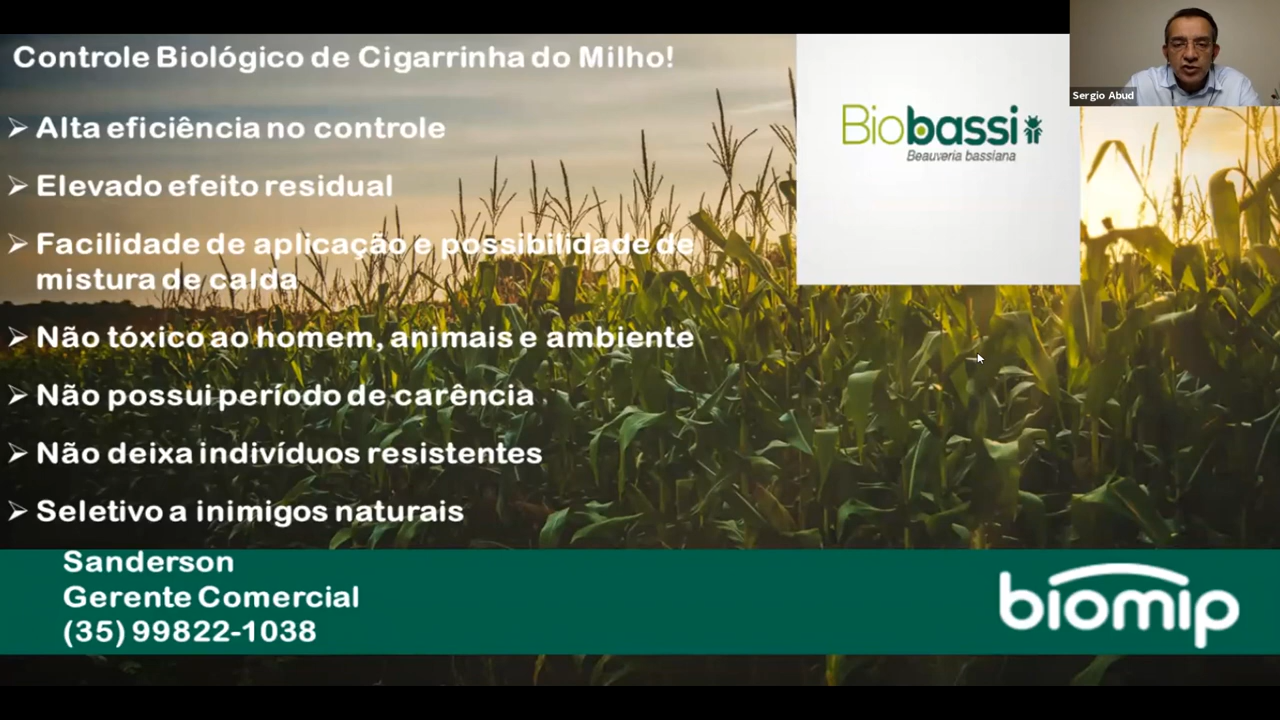 Controle Biológico de Cigarrinha do Milho!
Alta eficiência no controle
Elevado efeito residual
Facilidade de aplicação e possibilidade de
mistura de calda
Não tóxico ao homem, animais e ambiente
Não possui período de carência
Não deixa indivíduos resistentes
Seletivo a inimigos naturais
Biobassi
Beauveria bassiana
Sergio Abud
Sanderson
Gerente Comercial
(35) 99822-1038
biomip